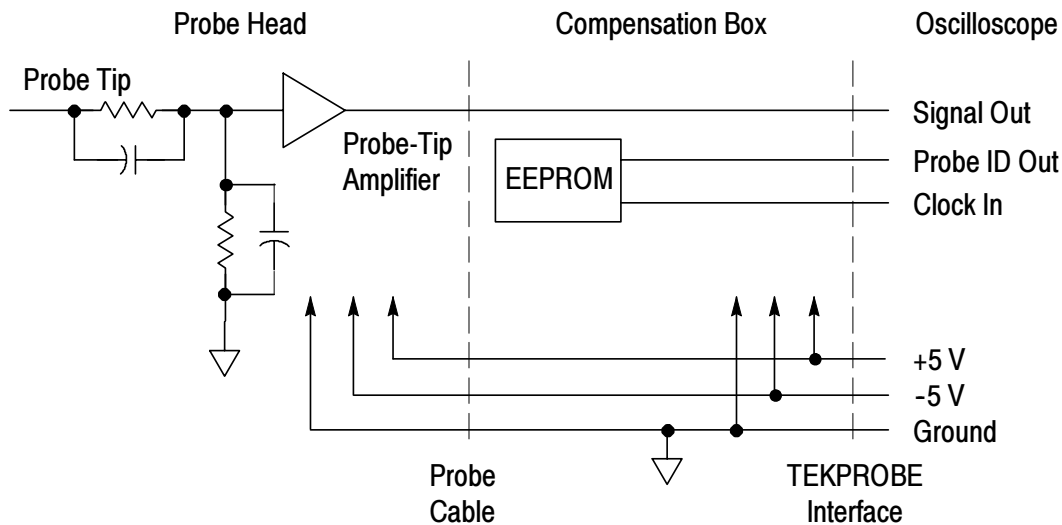 Probe Head
Compensation Box
Oscilloscope
Probe Tip
Probe-Tip
Amplifier
EEPROM
Signal Out
Probe ID Out
Clock In
+5 V
-5 V
Ground
Probe
Cable
TEKPROBE
Interface